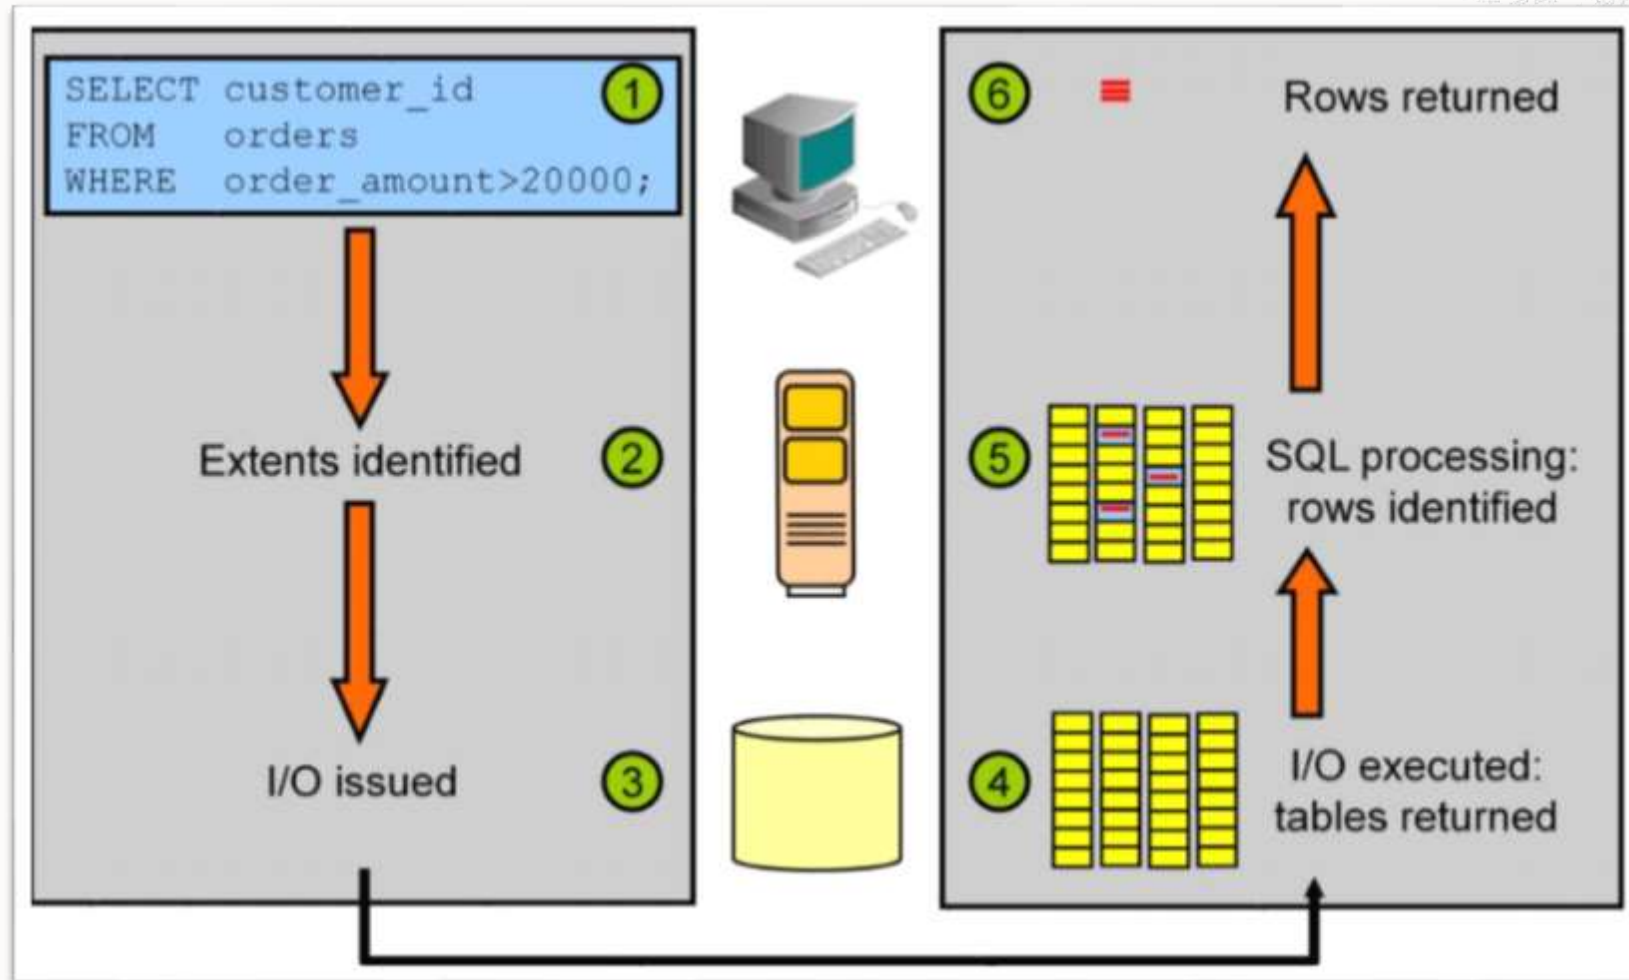 SELECT customer_id
FROM orders
WHERE order_amount>20000;
1
Extents identified
2
I/O issued
3
6
Rows returned
5
SQL processing:
rows identified
4
I/O executed:
tables returned